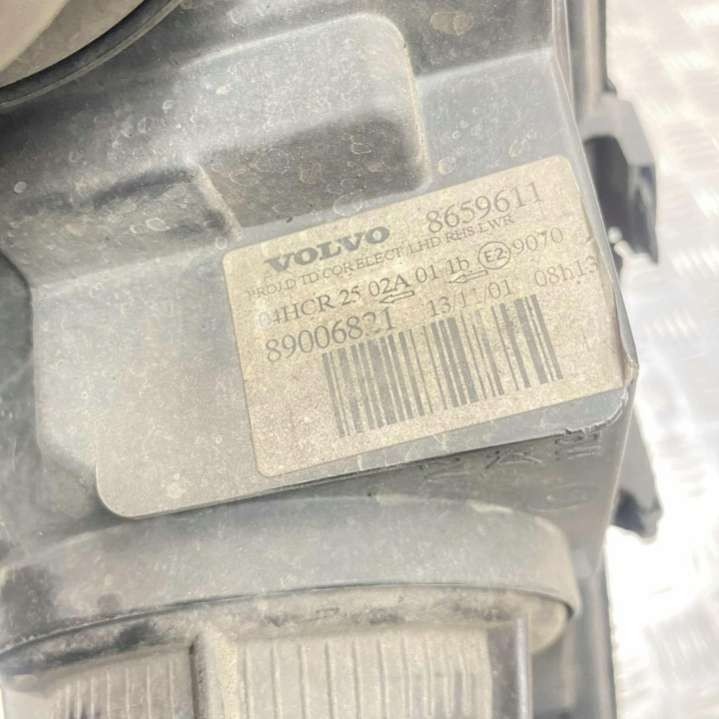 VOLVO 8659611
PROJ.D TD COR ELECT LHD RHS LWR
04HCR 25 02A 01 1b E2 9070
89006821 13/11/01 08h13